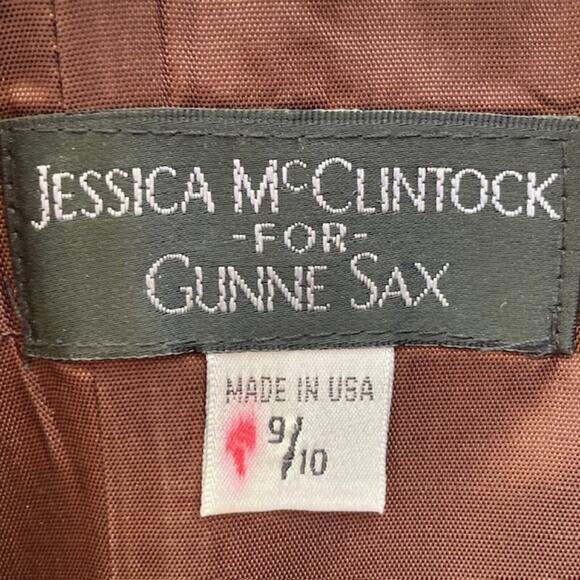 JESSICA McCLINTOCK
-FOR-
GUNNE SAX
MADE IN USA
9/10